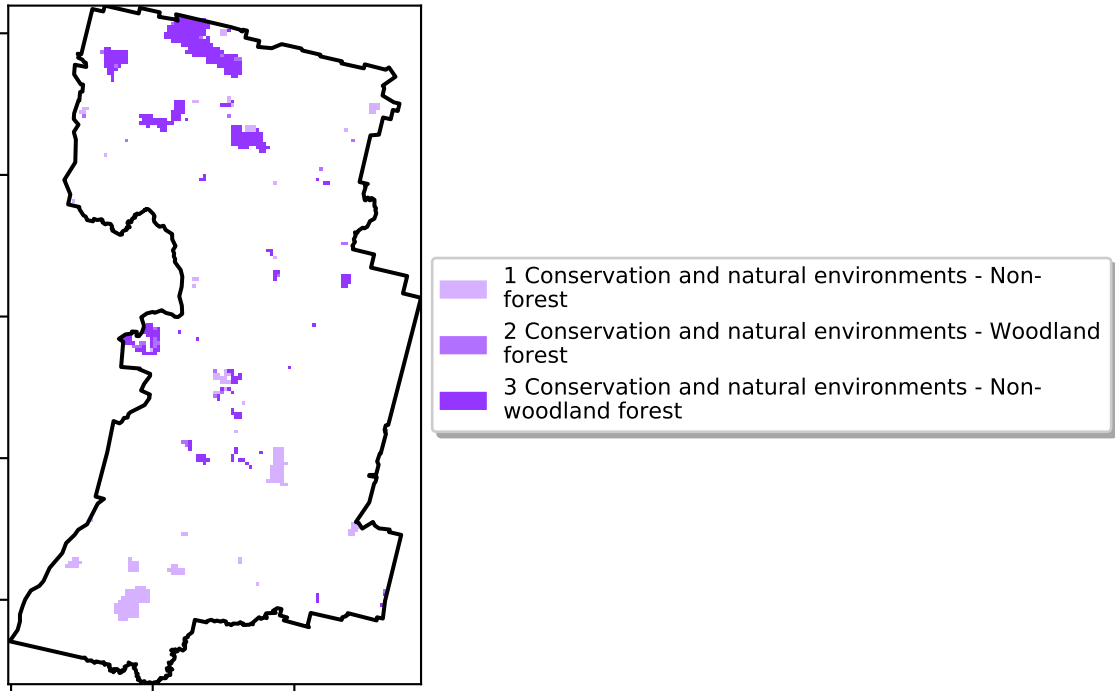 1 Conservation and natural environments - Non-
forest
2 Conservation and natural environments - Woodland
forest
3 Conservation and natural environments - Non-
woodland forest